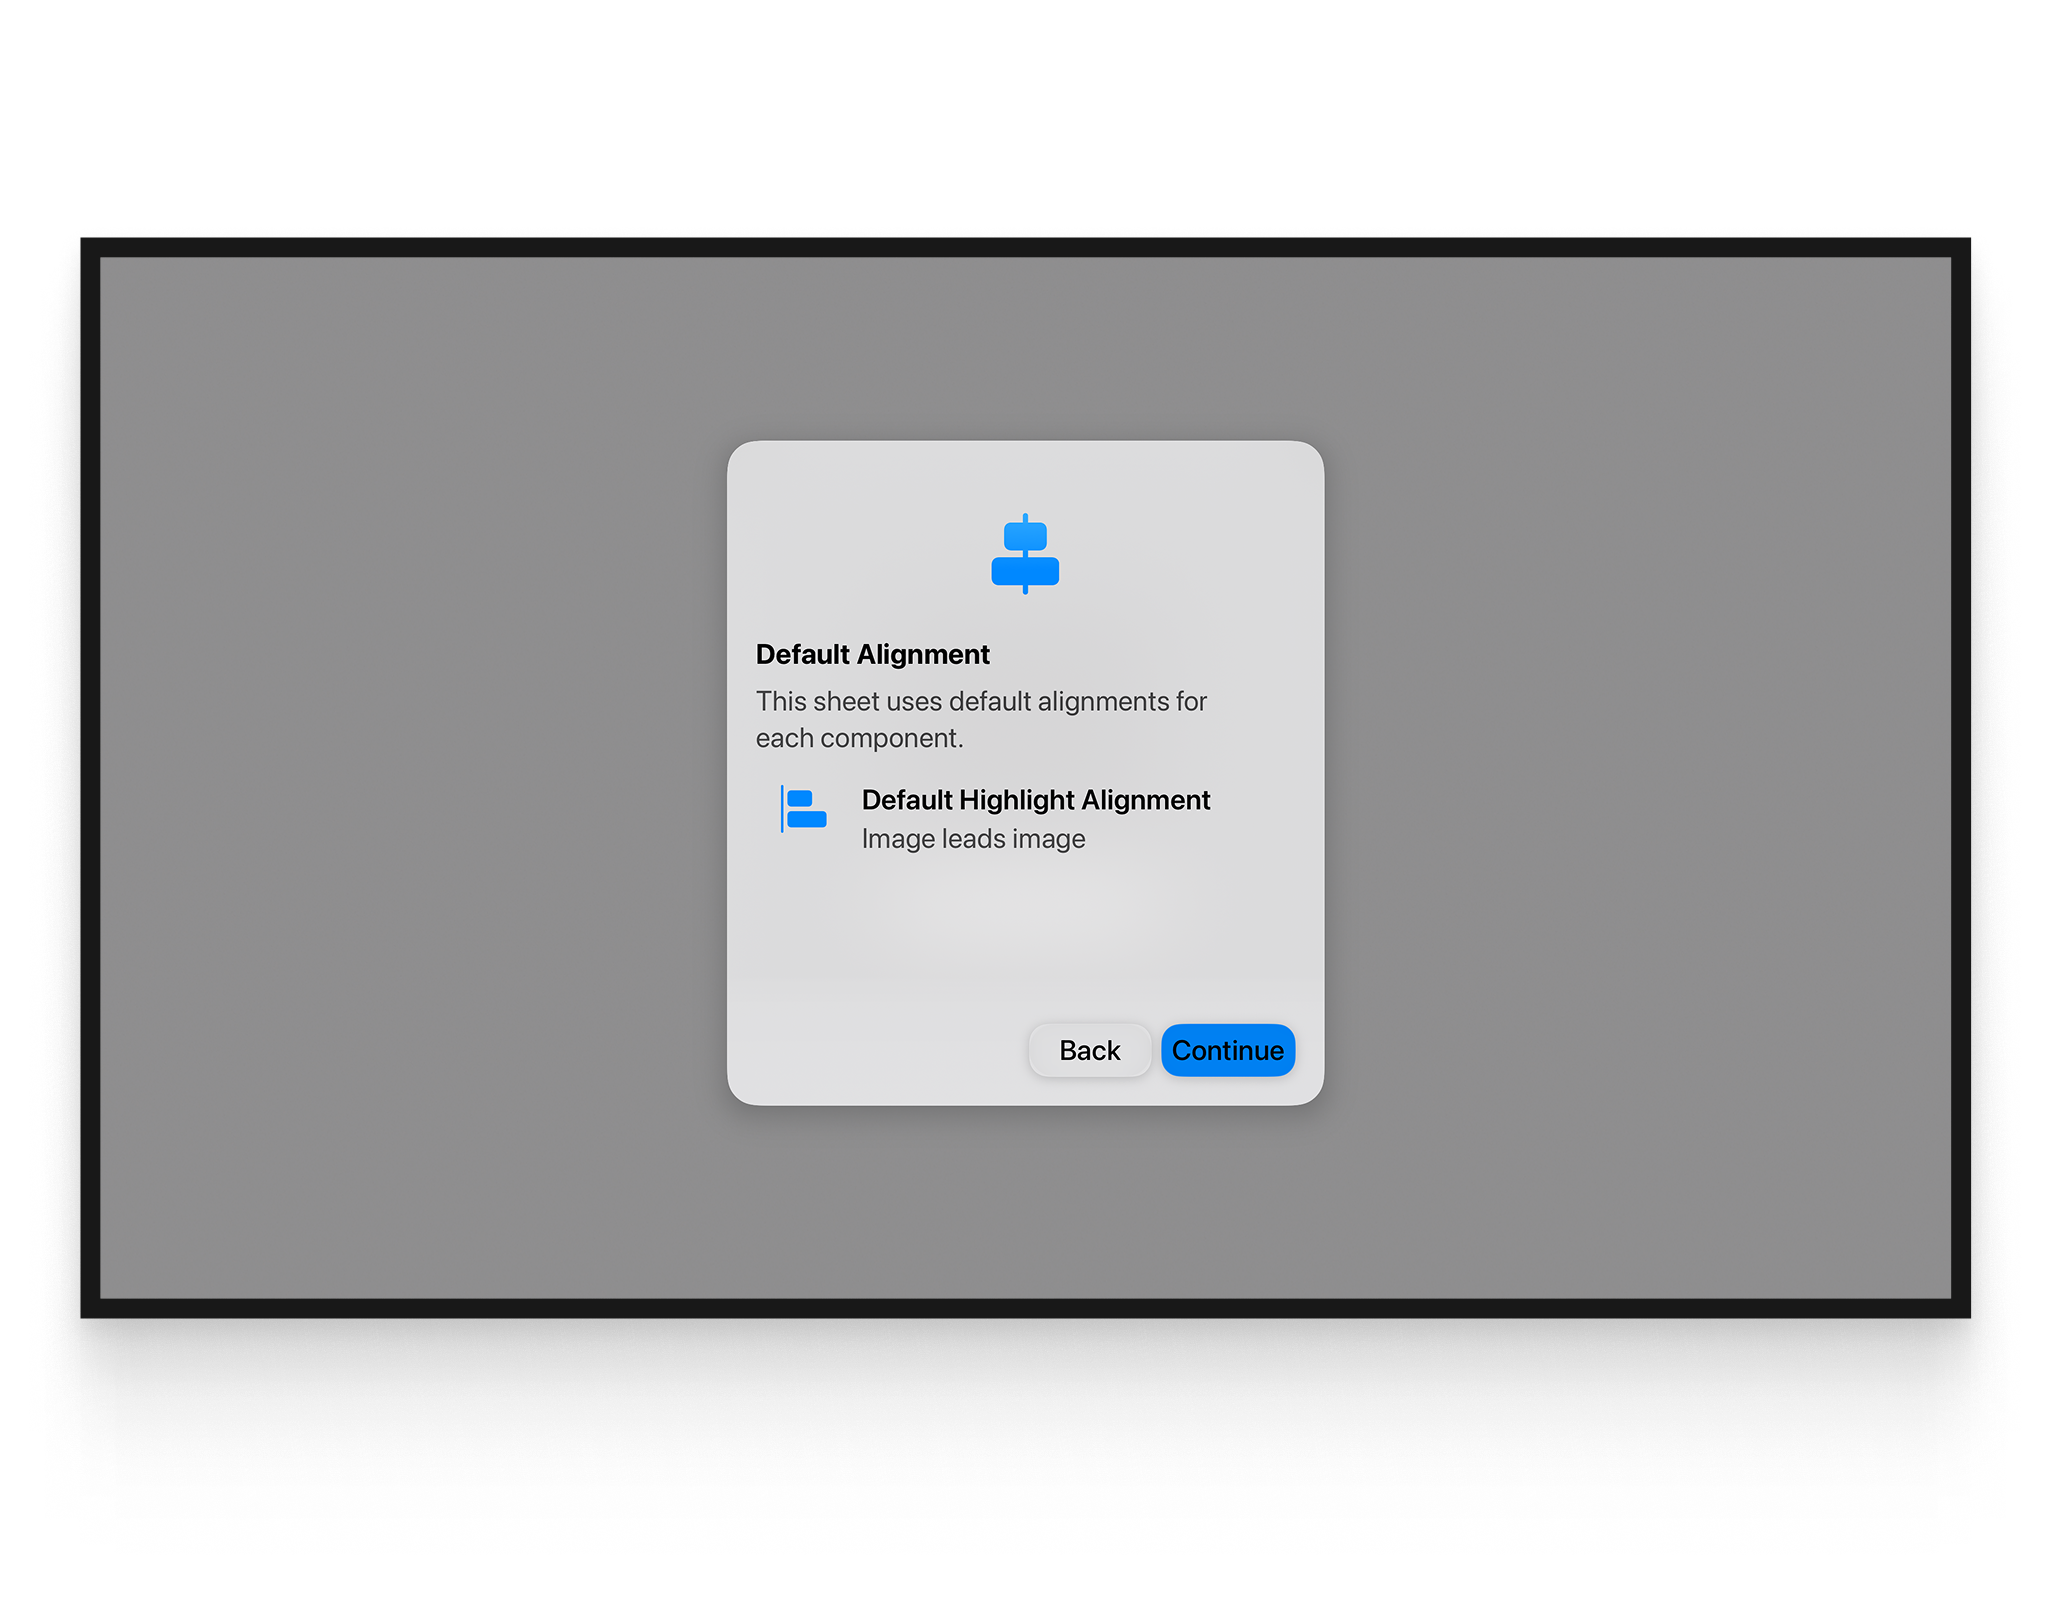 Default Alignment
This sheet uses default alignments for
each component.
Default Highlight Alignment
Image leads image
Back
Continue